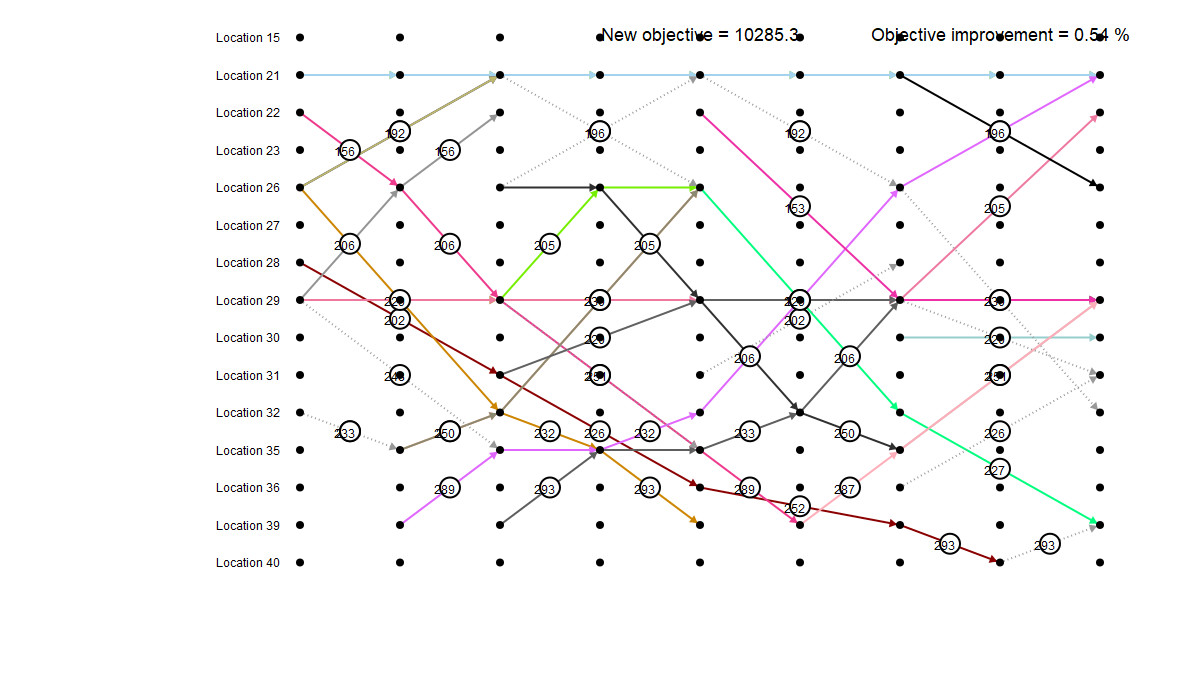 Location 15 New objective = 10285.3 Objective improvement = 0.54 %
Location 21
192 196 192 196
Location 22
Location 23 156 156
Location 26
153 205
Location 27
206 206 205 205
Location 28
Location 29
202 202
Location 30
206 206
Location 31
Location 32
233 250 232 226 232 233 250 226
Location 35
227
Location 36 289 293 293 289 287
252
Location 39
293 293
Location 40